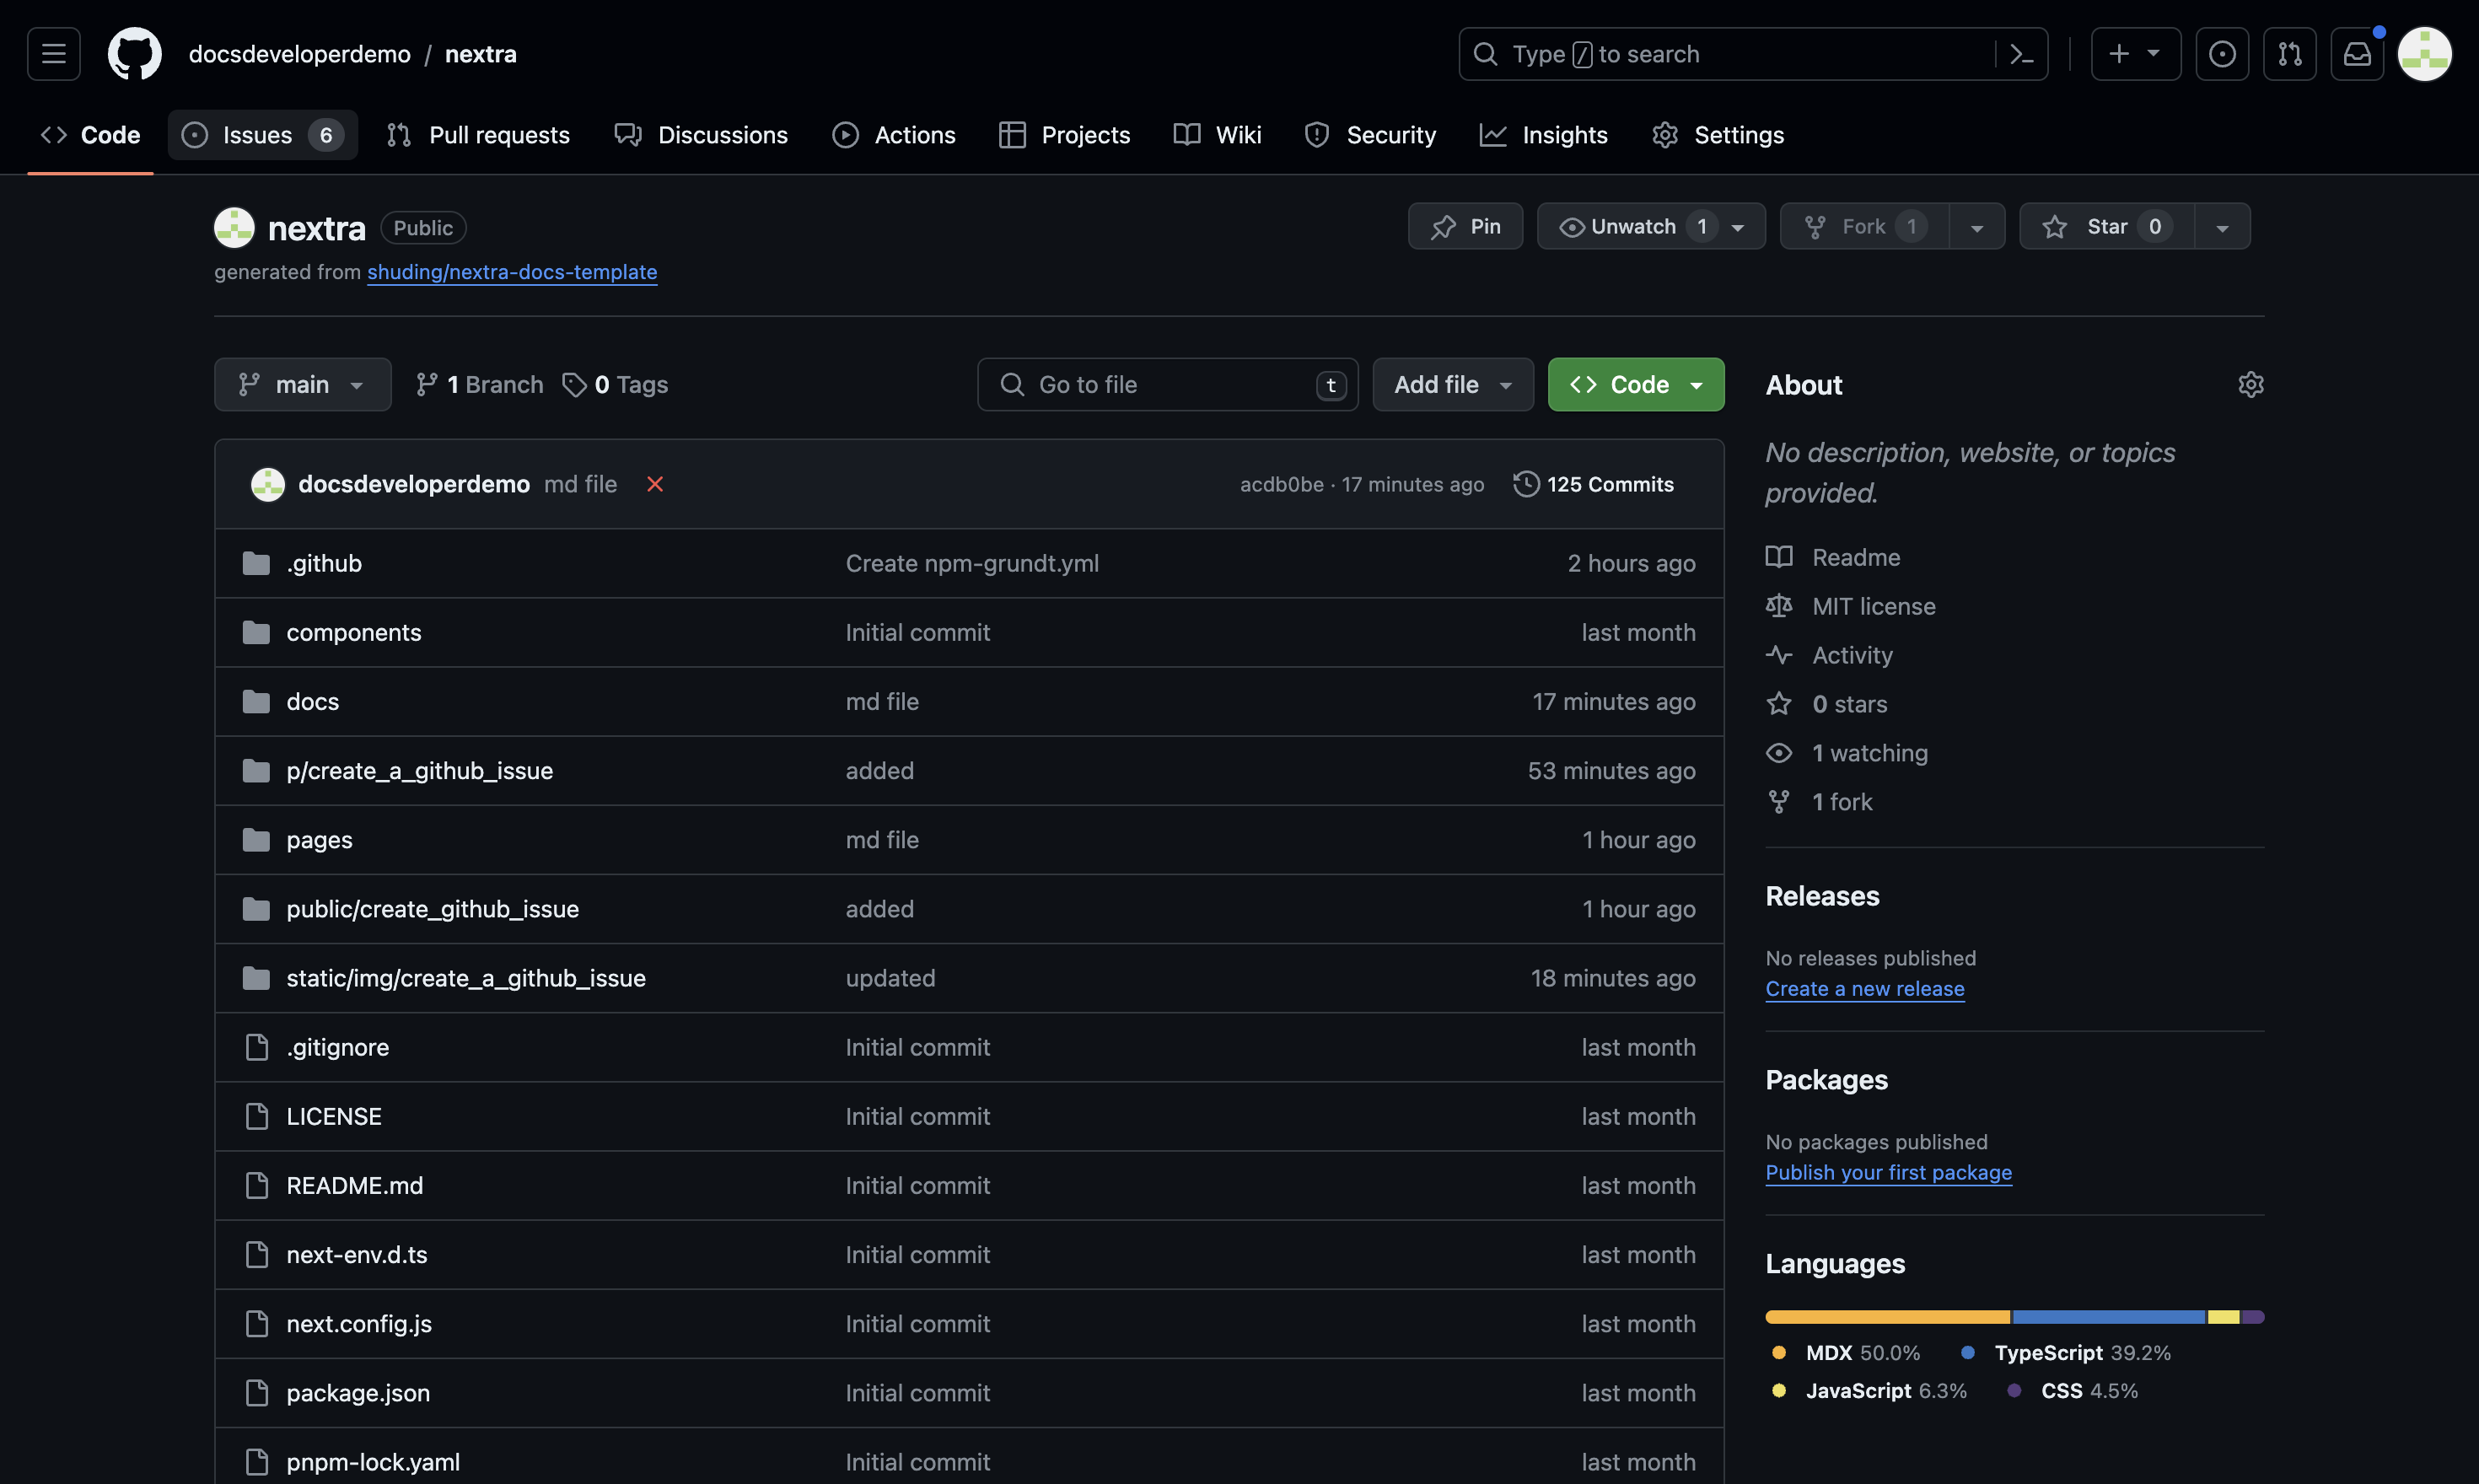 docsdeveloperdemo / nextra
Type / to search
Code
Issues 6
Pull requests
Discussions
Actions
Projects
Wiki
Security
Insights
Settings
nextra Public
generated from shuding/nextra-docs-template
Pin
Unwatch 1
Fork 1
Star 0
main
1 Branch
0 Tags
Go to file t
Add file
Code
docsdeveloperdemo md file
acdb0be · 17 minutes ago
125 Commits
.github Create npm-grundt.yml 2 hours ago
components Initial commit last month
docs md file 17 minutes ago
p/create_a_github_issue added 53 minutes ago
pages md file 1 hour ago
public/create_github_issue added 1 hour ago
static/img/create_a_github_issue updated 18 minutes ago
.gitignore Initial commit last month
LICENSE Initial commit last month
README.md Initial commit last month
next-env.d.ts Initial commit last month
next.config.js Initial commit last month
package.json Initial commit last month
pnpm-lock.yaml Initial commit last month
About
No description, website, or topics
provided.
Readme
MIT license
Activity
0 stars
1 watching
1 fork
Releases
No releases published
Create a new release
Packages
No packages published
Publish your first package
Languages
MDX 50.0% TypeScript 39.2%
JavaScript 6.3% CSS 4.5%